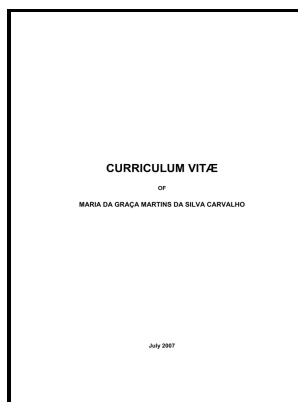 CURRICULUM VITÆ
OF
MARIA DA GRAÇA MARTINS DA SILVA CARVALHO
July 2007